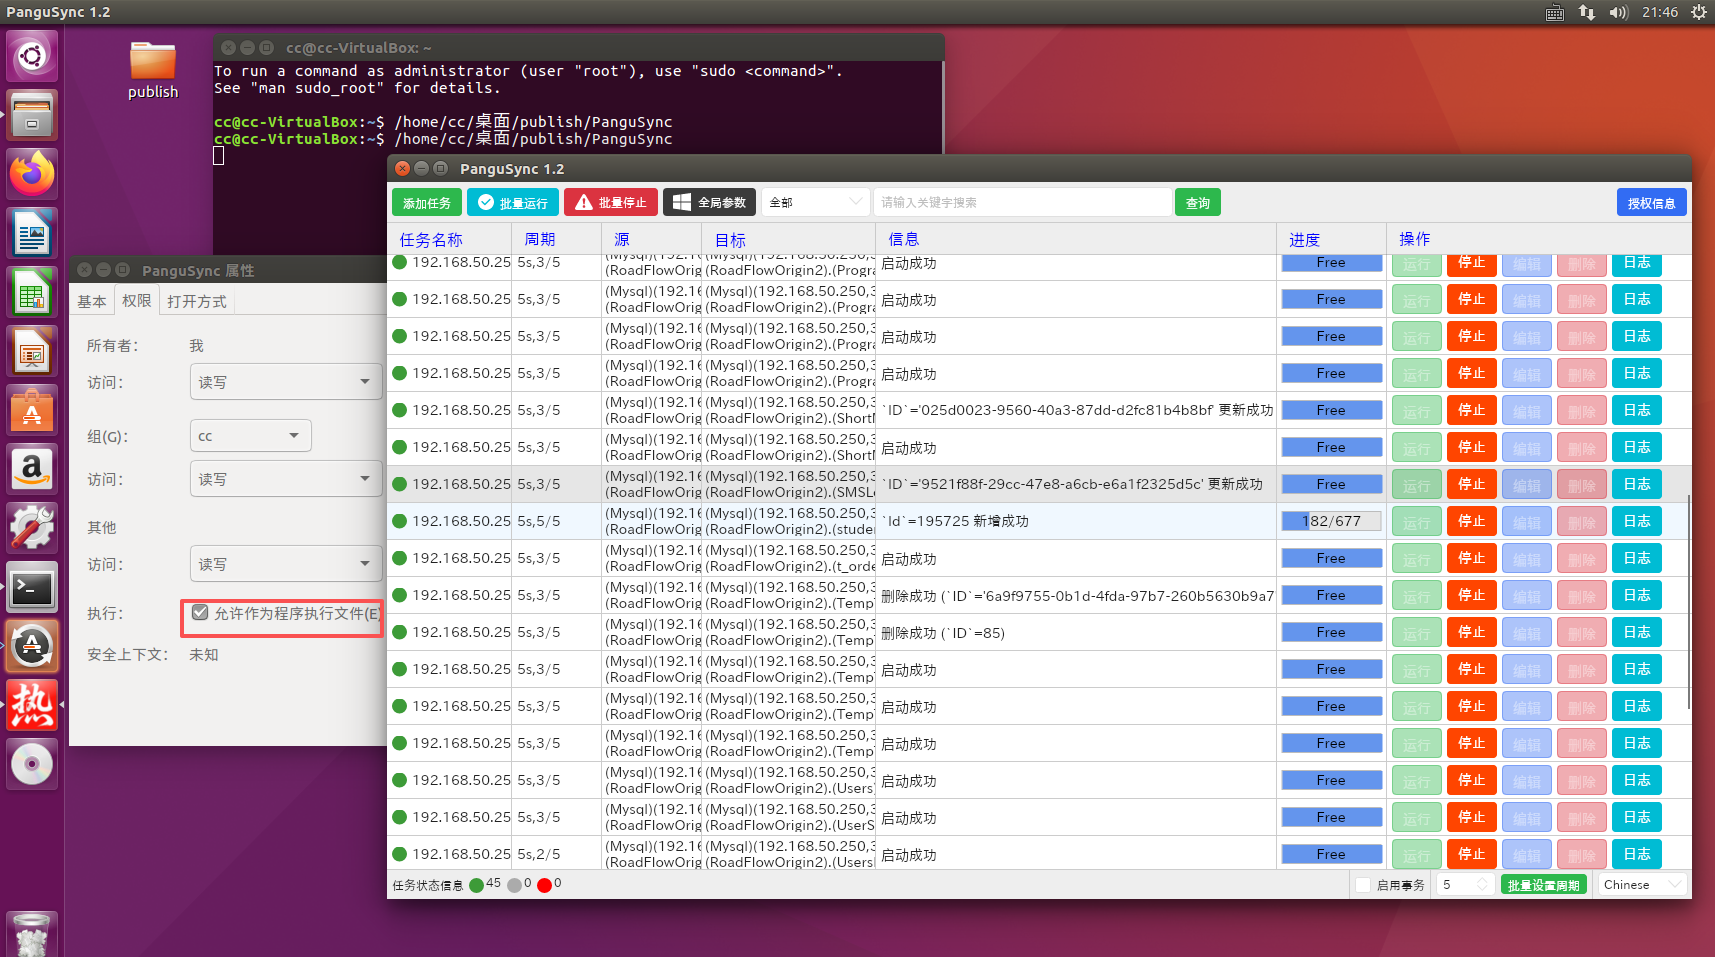 PanguSync 1.2
21:46
publish
cc@cc-VirtualBox: ~
To run a command as administrator (user "root"), use "sudo <command>".
See "man sudo_root" for details.
cc@cc-VirtualBox:~$ /home/cc/桌面/publish/PanguSync
cc@cc-VirtualBox:~$ /home/cc/桌面/publish/PanguSync
PanguSync 属性
基本 权限 打开方式
所有者： 我
访问： 读写
组(G)： cc
访问： 读写
其他
访问： 读写
执行： 允许作为程序执行文件(E)
安全上下文： 未知
热
PanguSync 1.2
添加任务 批量运行 批量停止 全局参数 全部 请输入关键字搜索 查询 授权信息
任务名称 周期 源 目标 信息 进度 操作
192.168.50.25 5s,3/5 (Mysql)(192.16 (Mysql)(192.168.50.250,3 启动成功 Free 运行 停止 编辑 删除 日志
(RoadFlowOrig (RoadFlowOrigin2).(Progra
192.168.50.25 5s,3/5 (Mysql)(192.16 (Mysql)(192.168.50.250,3 启动成功 Free 运行 停止 编辑 删除 日志
(RoadFlowOrig (RoadFlowOrigin2).(Progra
192.168.50.25 5s,3/5 (Mysql)(192.16 (Mysql)(192.168.50.250,3 启动成功 Free 运行 停止 编辑 删除 日志
(RoadFlowOrig (RoadFlowOrigin2).(Progra
192.168.50.25 5s,3/5 (Mysql)(192.16 (Mysql)(192.168.50.250,3 启动成功 Free 运行 停止 编辑 删除 日志
(RoadFlowOrig (RoadFlowOrigin2).(Progra
192.168.50.25 5s,3/5 (Mysql)(192.16 (Mysql)(192.168.50.250,3 `ID`='025d0023-9560-40a3-87dd-d2fc81b4b8bf' 更新成功 Free 运行 停止 编辑 删除 日志
(RoadFlowOrig (RoadFlowOrigin2).(ShortM
192.168.50.25 5s,3/5 (Mysql)(192.16 (Mysql)(192.168.50.250,3 启动成功 Free 运行 停止 编辑 删除 日志
(RoadFlowOrig (RoadFlowOrigin2).(ShortM
192.168.50.25 5s,3/5 (Mysql)(192.16 (Mysql)(192.168.50.250,3 `ID`='9521f88f-29cc-47e8-a6cb-e6a1f2325d5c' 更新成功 Free 运行 停止 编辑 删除 日志
(RoadFlowOrig (RoadFlowOrigin2).(SMSLo
192.168.50.25 5s,5/5 (Mysql)(192.16 (Mysql)(192.168.50.250,3 `Id`=195725 新增成功 182/677 运行 停止 编辑 删除 日志
(RoadFlowOrig (RoadFlowOrigin2).(stude
192.168.50.25 5s,3/5 (Mysql)(192.16 (Mysql)(192.168.50.250,3 启动成功 Free 运行 停止 编辑 删除 日志
(RoadFlowOrig (RoadFlowOrigin2).(t_orde
192.168.50.25 5s,3/5 (Mysql)(192.16 (Mysql)(192.168.50.250,3 删除成功 (`ID`='6a9f9755-0b1d-4fda-97b7-260b5630b9a7 Free 运行 停止 编辑 删除 日志
(RoadFlowOrig (RoadFlowOrigin2).(Temp
192.168.50.25 5s,3/5 (Mysql)(192.16 (Mysql)(192.168.50.250,3 删除成功 (`ID`=85) Free 运行 停止 编辑 删除 日志
(RoadFlowOrig (RoadFlowOrigin2).(Temp
192.168.50.25 5s,3/5 (Mysql)(192.16 (Mysql)(192.168.50.250,3 启动成功 Free 运行 停止 编辑 删除 日志
(RoadFlowOrig (RoadFlowOrigin2).(Temp
192.168.50.25 5s,3/5 (Mysql)(192.16 (Mysql)(192.168.50.250,3 启动成功 Free 运行 停止 编辑 删除 日志
(RoadFlowOrig (RoadFlowOrigin2).(Temp
192.168.50.25 5s,3/5 (Mysql)(192.16 (Mysql)(192.168.50.250,3 启动成功 Free 运行 停止 编辑 删除 日志
(RoadFlowOrig (RoadFlowOrigin2).(Temp
192.168.50.25 5s,3/5 (Mysql)(192.16 (Mysql)(192.168.50.250,3 启动成功 Free 运行 停止 编辑 删除 日志
(RoadFlowOrig (RoadFlowOrigin2).(Users)
192.168.50.25 5s,3/5 (Mysql)(192.16 (Mysql)(192.168.50.250,3 启动成功 Free 运行 停止 编辑 删除 日志
(RoadFlowOrig (RoadFlowOrigin2).(UserS
192.168.50.25 5s,2/5 (Mysql)(192.16 (Mysql)(192.168.50.250,3 启动成功 Free 运行 停止 编辑 删除 日志
(RoadFlowOrig (RoadFlowOrigin2).(Users
任务状态信息 45 0 0 启用事务 5 批量设置周期 Chinese